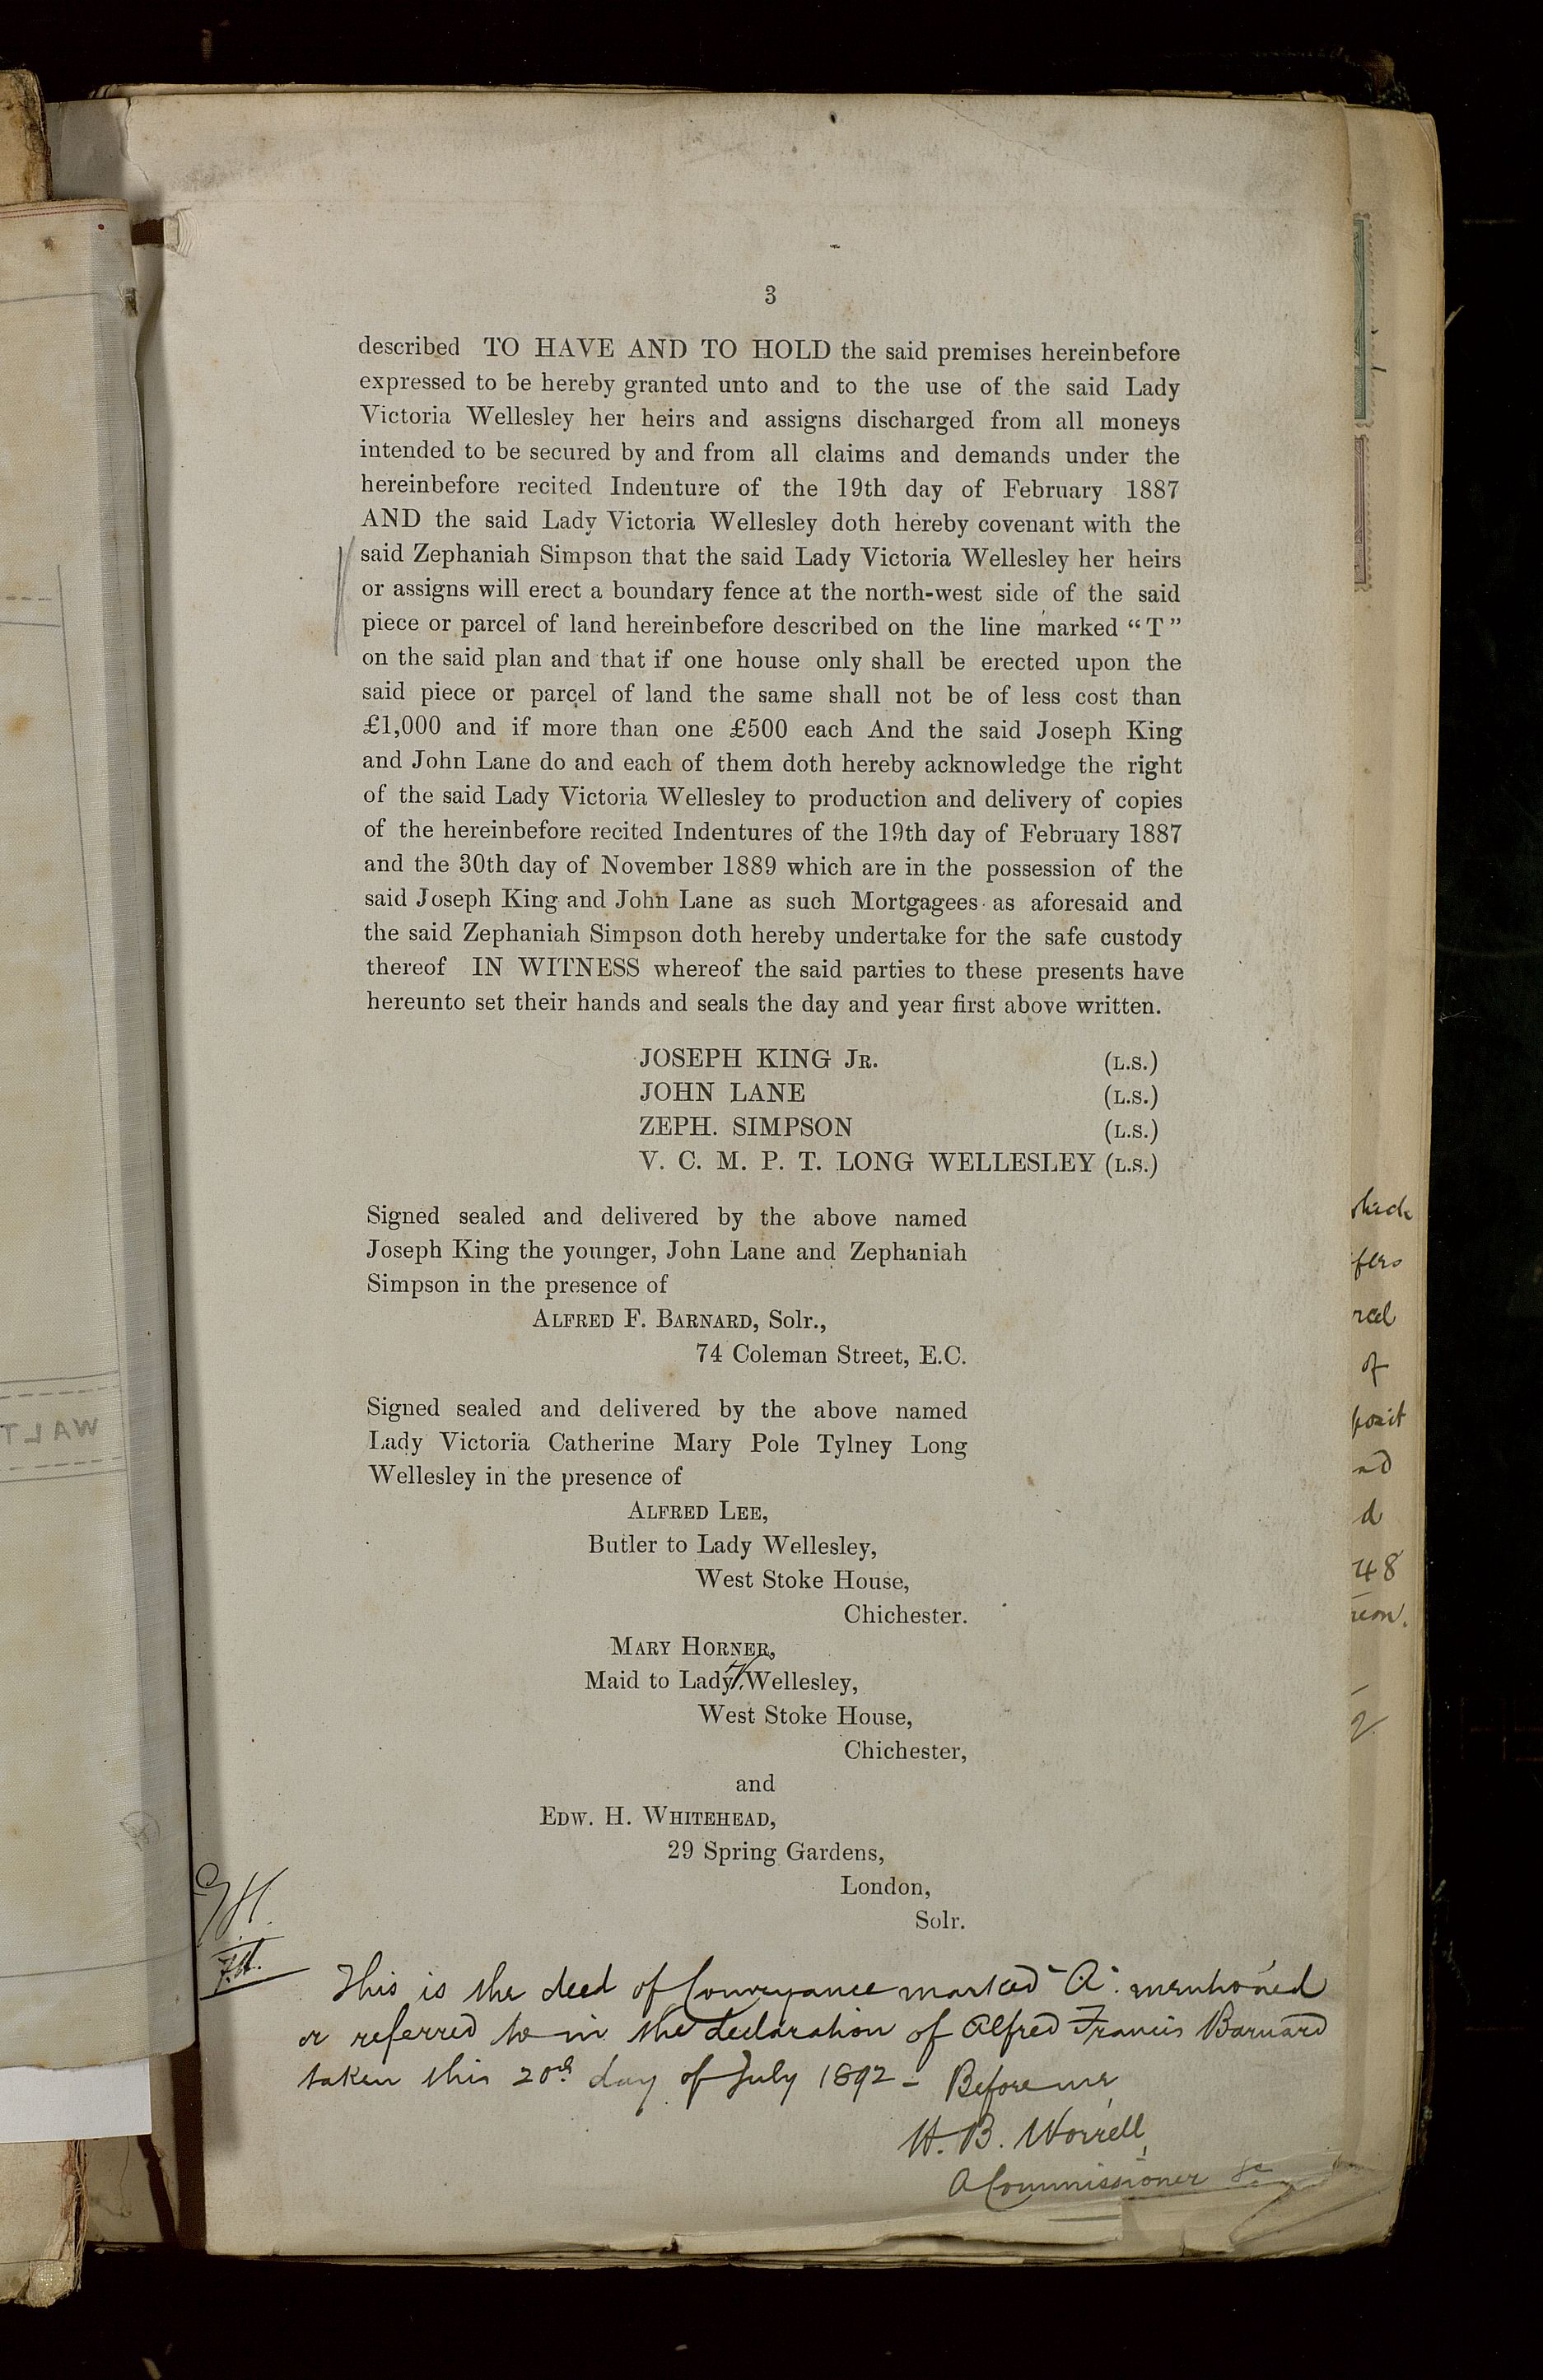 3
described TO HAVE AND TO HOLD the said premises hereinbefore
expressed to be hereby granted unto and to the use of the said Lady
Victoria Wellesley her heirs and assigns discharged from all moneys
intended to be secured by and from all claims and demands under the
hereinbefore recited Indenture of the 19th day of February 1887
AND the said Lady Victoria Wellesley doth hereby covenant with the
said Zephaniah Simpson that the said Lady Victoria Wellesley her heirs
or assigns will erect a boundary fence at the north-west side of the said
piece or parcel of land hereinbefore described on the line marked "T"
on the said plan and that if one house only shall be erected upon the
said piece or parcel of land the same shall not be of less cost than
£1,000 and if more than one £500 each And the said Joseph King
and John Lane do and each of them doth hereby acknowledge the right
of the said Lady Victoria Wellesley to production and delivery of copies
of the hereinbefore recited Indentures of the 19th day of February 1887
and the 30th day of November 1889 which are in the possession of the
said Joseph King and John Lane as such Mortgagees as aforesaid and
the said Zephaniah Simpson doth hereby undertake for the safe custody
thereof IN WITNESS whereof the said parties to these presents have
hereunto set their hands and seals the day and year first above written.
JOSEPH KING JR. (L.S.)
JOHN LANE (L.S.)
ZEPH. SIMPSON (L.S.)
V. C. M. P. T. LONG WELLESLEY (L.S.)
Signed sealed and delivered by the above named
Joseph King the younger, John Lane and Zephaniah
Simpson in the presence of
ALFRED F. BARNARD, Solr.,
74 Coleman Street, E.C.
Signed sealed and delivered by the above named
Lady Victoria Catherine Mary Pole Tylney Long
Wellesley in the presence of
ALFRED LEE,
Butler to Lady Wellesley,
West Stoke House,
Chichester.
MARY HORNER,
Maid to Lady V. Wellesley,
West Stoke House,
Chichester,
and
EDW. H. WHITEHEAD,
29 Spring Gardens,
London,
Solr.
This is the deed of Conveyance marked "A" mentioned
or referred to in the declaration of Alfred Francis Barnard
taken this 20th day of July 1892 - Before me,
H. B. Worrell,
A Commissioner &c
WALT
of
48